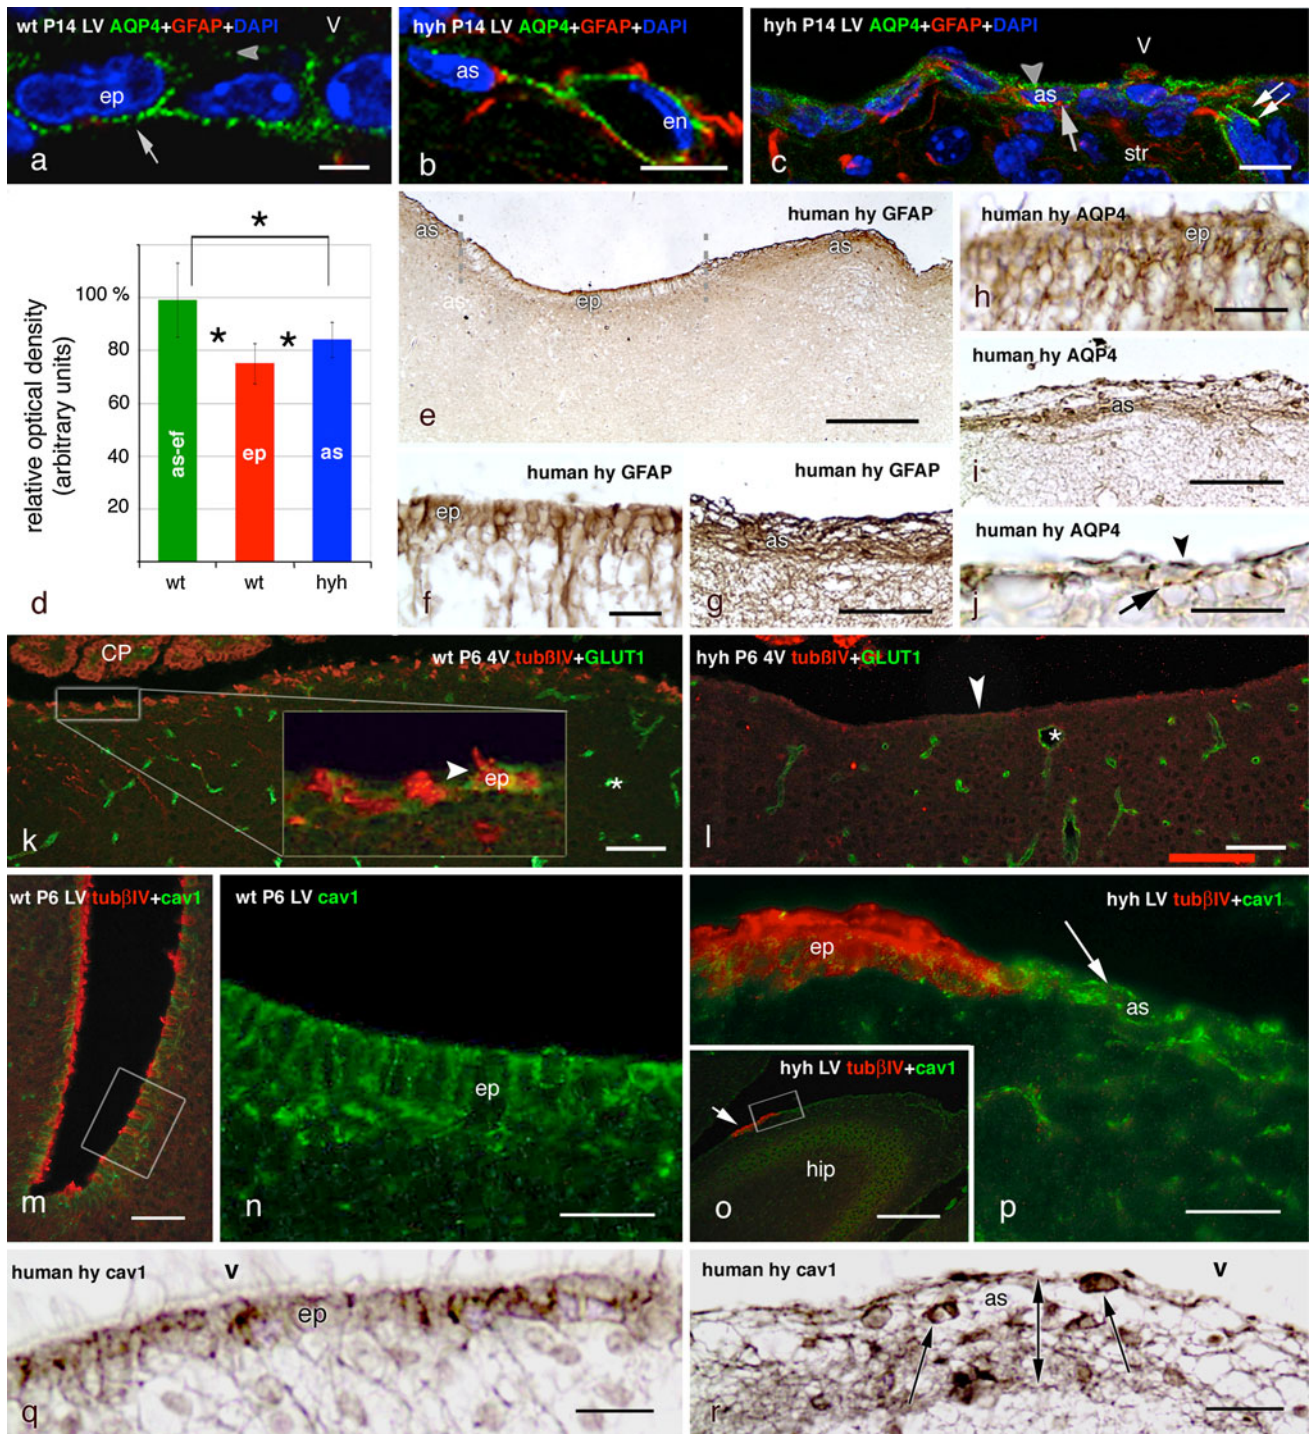 wt P14 LV AQP4+GFAP+DAPI
V
ep
a
hyh P14 LV AQP4+GFAP+DAPI
as
en
b
hyh P14 LV AQP4+GFAP+DAPI
V
as
str
c
relative optical density
(arbitrary units)
100 %
80
60
40
20
*
*
*
as-ef
ep
as
wt
wt
hyh
d
human hy GFAP
as
as
as
ep
e
human hy GFAP
ep
f
human hy GFAP
as
g
human hy AQP4
ep
h
human hy AQP4
as
i
human hy AQP4
j
CP
wt P6 4V tubβIV+GLUT1
ep
*
k
hyh P6 4V tubβIV+GLUT1
*
l
wt P6 LV tubβIV+cav1
m
wt P6 LV cav1
ep
n
hyh LV tubβIV+cav1
ep
as
p
hyh LV tubβIV+cav1
hip
o
human hy cav1
v
ep
q
human hy cav1
v
as
r